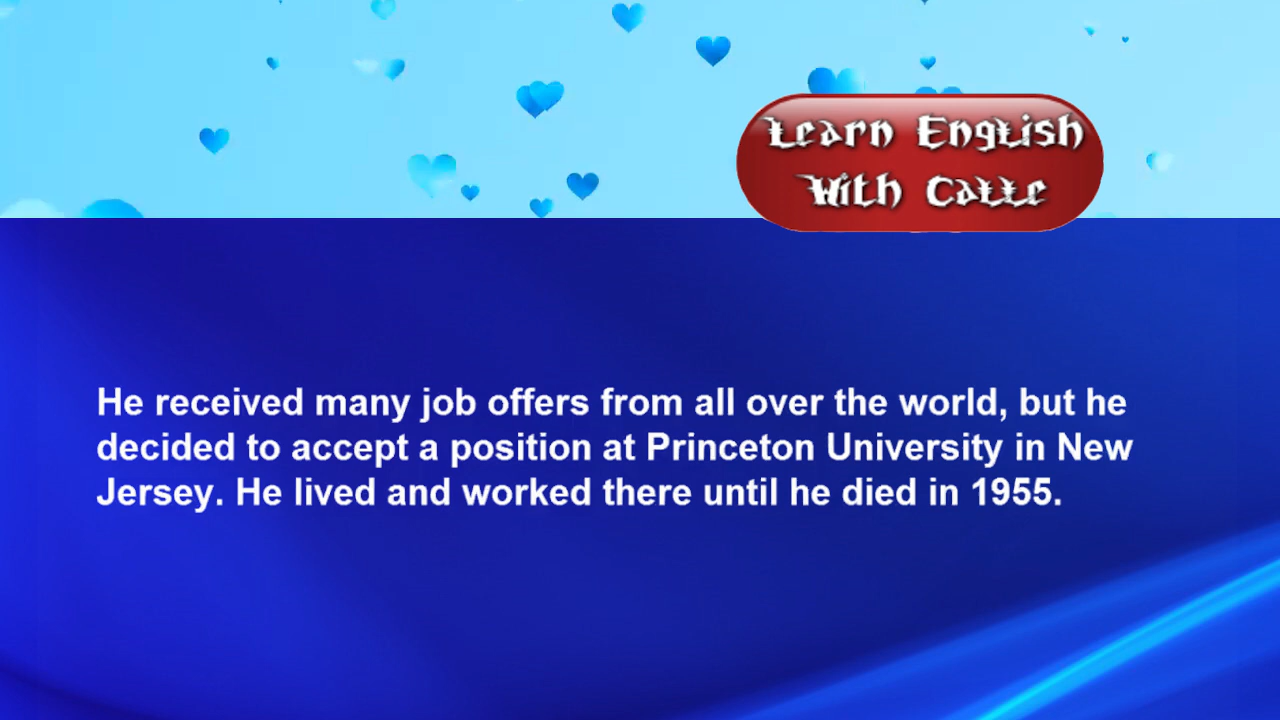 Learn English
With Calle
He received many job offers from all over the world, but he
decided to accept a position at Princeton University in New
Jersey. He lived and worked there until he died in 1955.